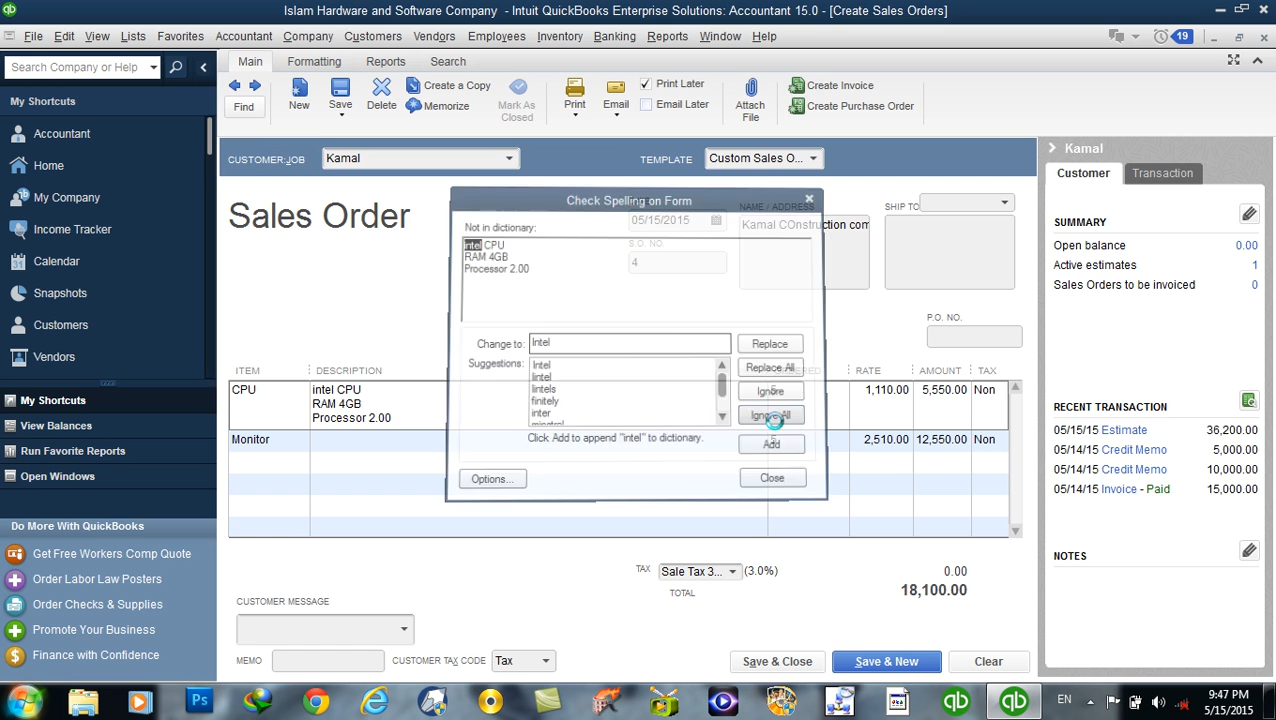 Islam Hardware and Software Company - Intuit QuickBooks Enterprise Solutions: Accountant 15.0 - [Create Sales Orders]
File Edit View Lists Favorites Accountant Company Customers Vendors Employees Inventory Banking Reports Window Help 19
Search Company or Help
My Shortcuts
Accountant
Home
My Company
Income Tracker
Calendar
Snapshots
Customers
Vendors
My Shortcuts
View Balances
Run Favorite Reports
Open Windows
Do More With QuickBooks
Get Free Workers Comp Quote
Order Labor Law Posters
Order Checks & Supplies
Promote Your Business
Finance with Confidence
Main Formatting Reports Search
Find
New
Save
Delete
Create a Copy
Memorize
Mark As
Closed
Print
Email
Print Later
Email Later
Attach
File
Create Invoice
Create Purchase Order
CUSTOMER:JOB Kamal TEMPLATE Custom Sales O...
Sales Order
05/15/2015
S.O. NO.
4
NAME / ADDRESS
Kamal COnstruction com
SHIP TO
P.O. NO.
Check Spelling on Form
Not in dictionary:
intel CPU
RAM 4GB
Processor 2.00
Change to: Intel Replace
Suggestions:
Intel
lintel
lintels
finitely
inter
Replace All
Ignore
Ignore All
Click Add to append "intel" to dictionary. Add
Options... Close
ITEM DESCRIPTION RATE AMOUNT TAX
CPU intel CPU 1,110.00 5,550.00 Non
RAM 4GB
Processor 2.00
Monitor 2,510.00 12,550.00 Non
TAX Sale Tax 3... (3.0%) 0.00
TOTAL 18,100.00
CUSTOMER MESSAGE
MEMO CUSTOMER TAX CODE Tax
Save & Close Save & New Clear
Kamal
Customer Transaction
SUMMARY
Open balance 0.00
Active estimates 1
Sales Orders to be invoiced 0
RECENT TRANSACTION
05/15/15 Estimate 36,200.00
05/14/15 Credit Memo 5,000.00
05/14/15 Credit Memo 10,000.00
05/14/15 Invoice - Paid 15,000.00
NOTES
Ps
qb
qb
EN
9:47 PM
5/15/2015